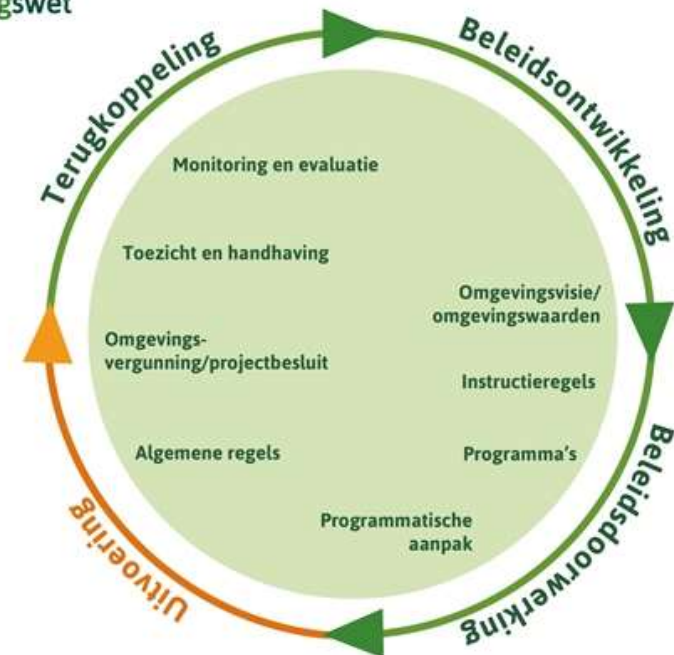 gswet
Terugkoppeling
Beleidsontwikkeling
Monitoring en evaluatie
Toezicht en handhaving
Omgevingsvisie/
omgevingswaarden
Omgevings-
vergunning/projectbesluit
Instructieregels
Algemene regels
Programma's
Programmatische
aanpak
Uitvoering
Beleidsdoorwerking